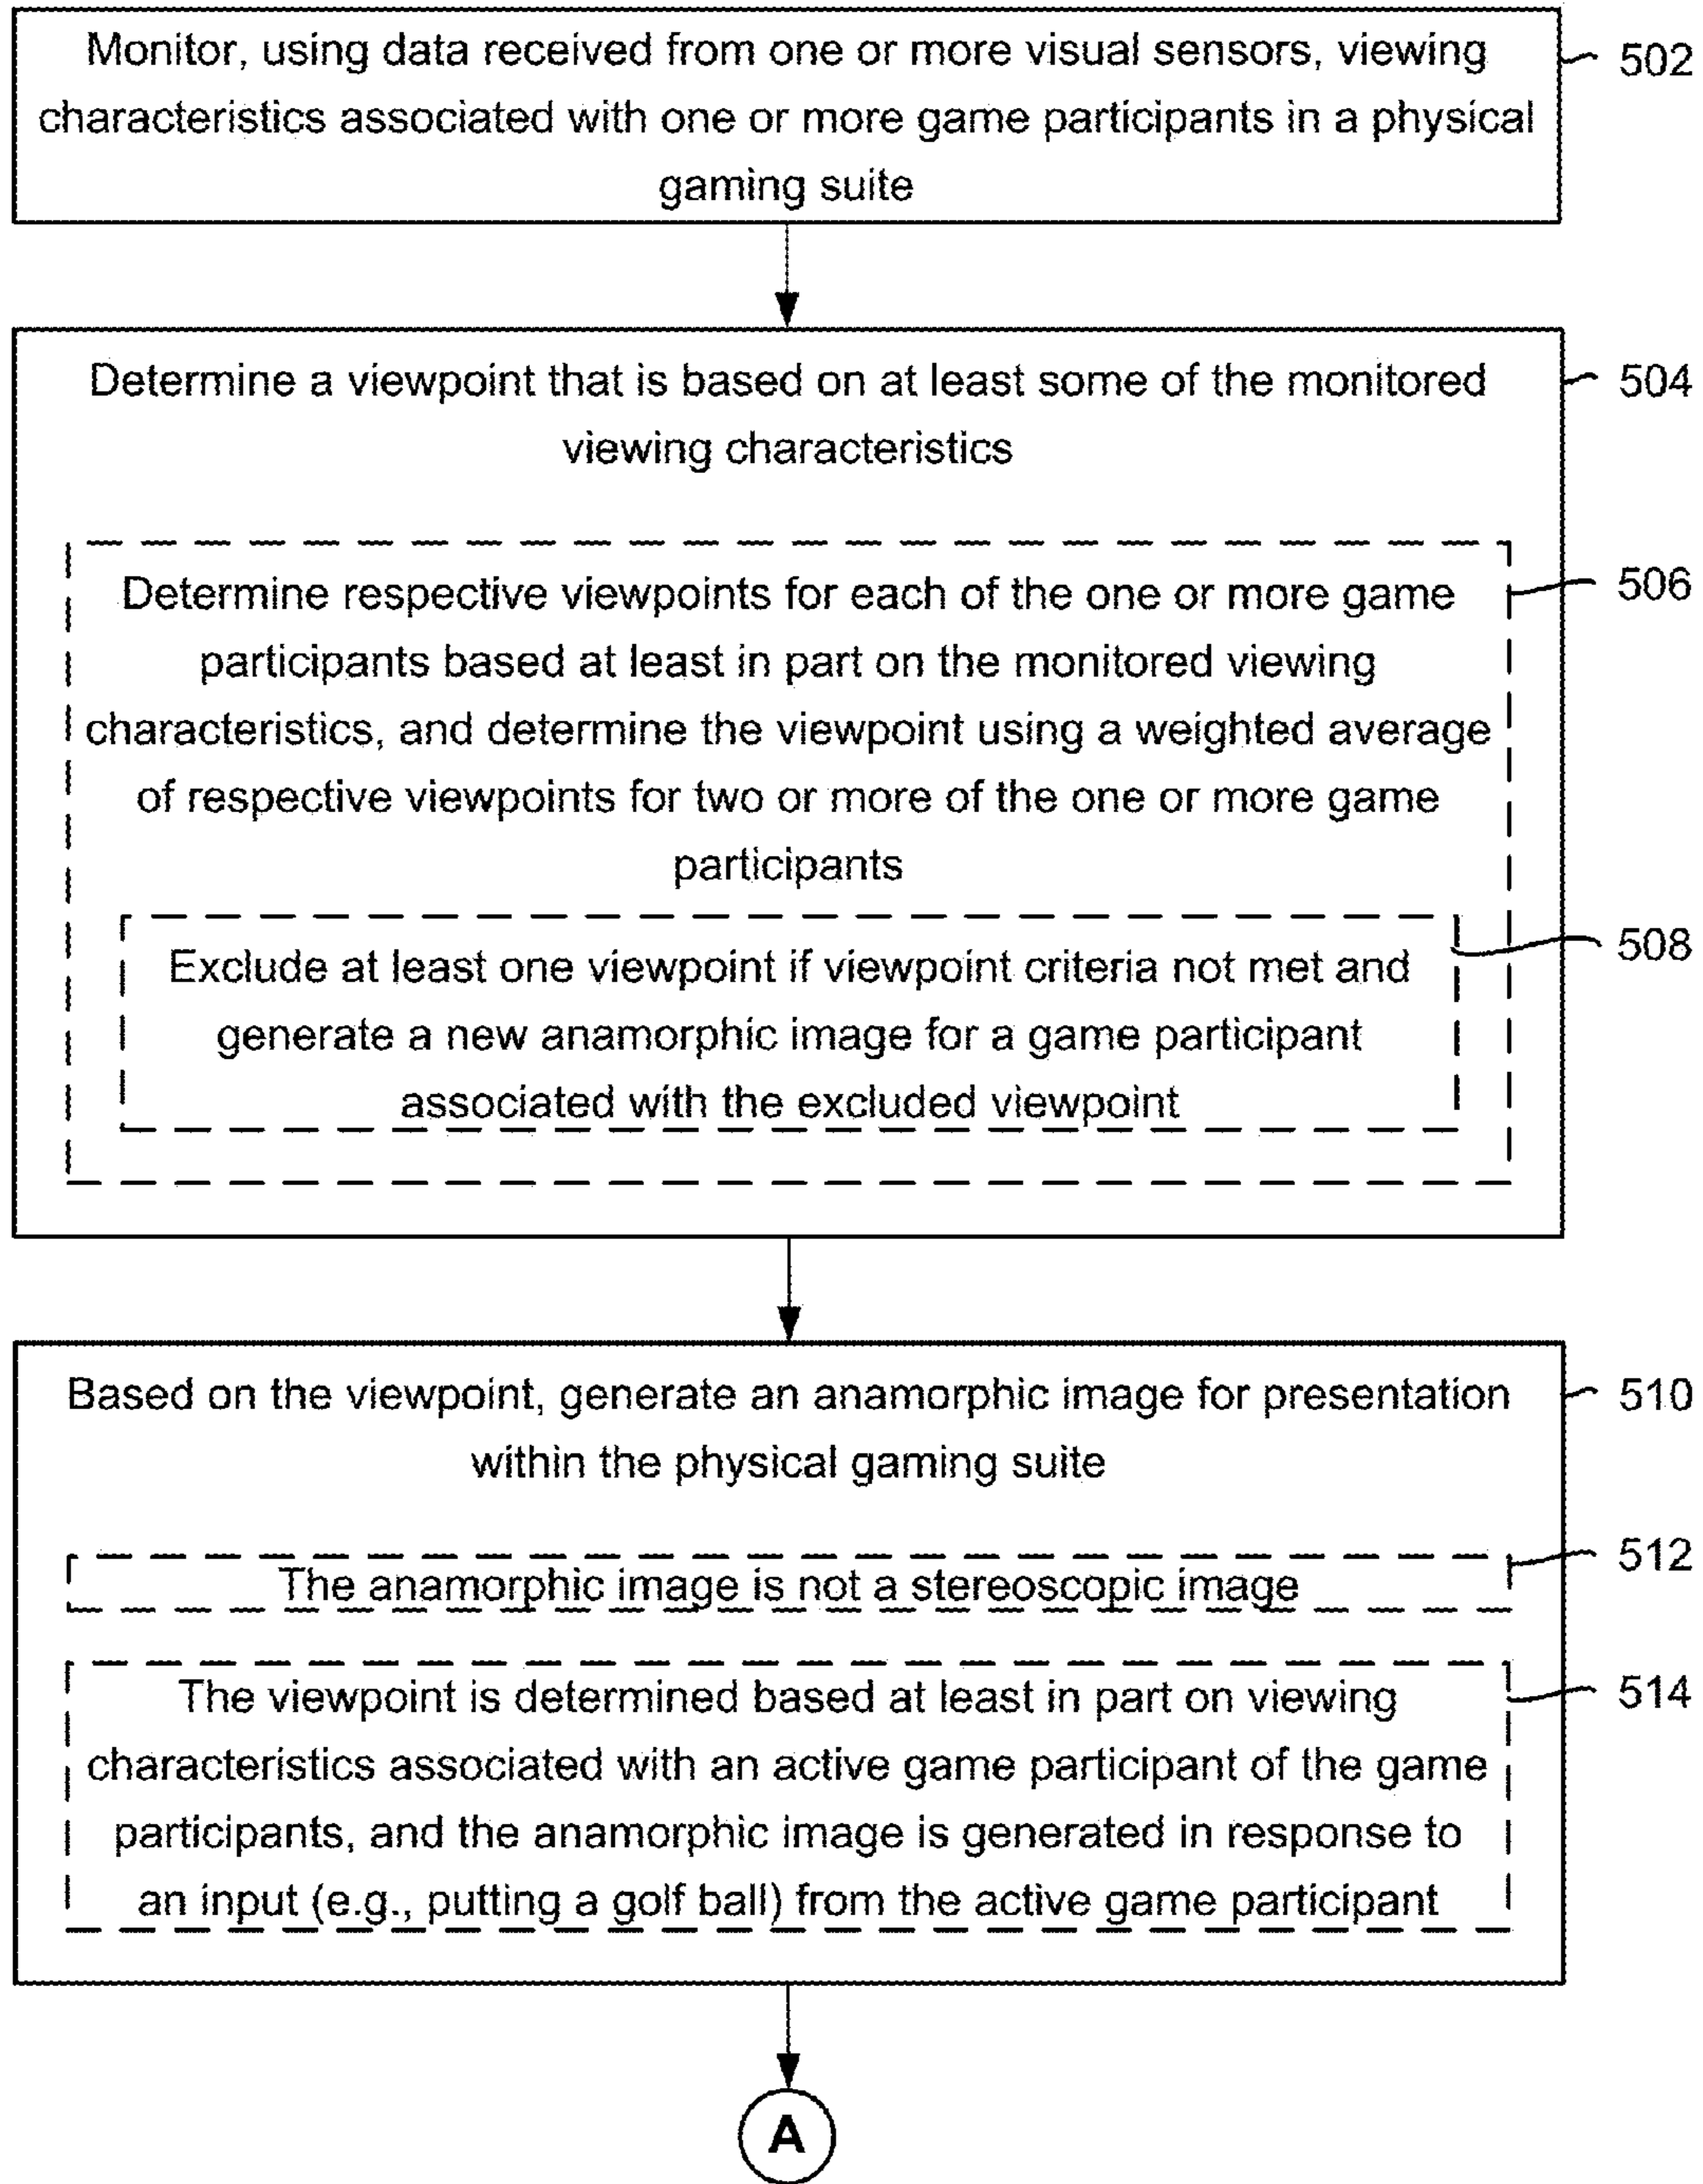 Monitor, using data received from one or more visual sensors, viewing
characteristics associated with one or more game participants in a physical
gaming suite
502
Determine a viewpoint that is based on at least some of the monitored
viewing characteristics
504
Determine respective viewpoints for each of the one or more game
participants based at least in part on the monitored viewing
characteristics, and determine the viewpoint using a weighted average
of respective viewpoints for two or more of the one or more game
participants
506
Exclude at least one viewpoint if viewpoint criteria not met and
generate a new anamorphic image for a game participant
associated with the excluded viewpoint
508
Based on the viewpoint, generate an anamorphic image for presentation
within the physical gaming suite
510
The anamorphic image is not a stereoscopic image
512
The viewpoint is determined based at least in part on viewing
characteristics associated with an active game participant of the game
participants, and the anamorphic image is generated in response to
an input (e.g., putting a golf ball) from the active game participant
514
A